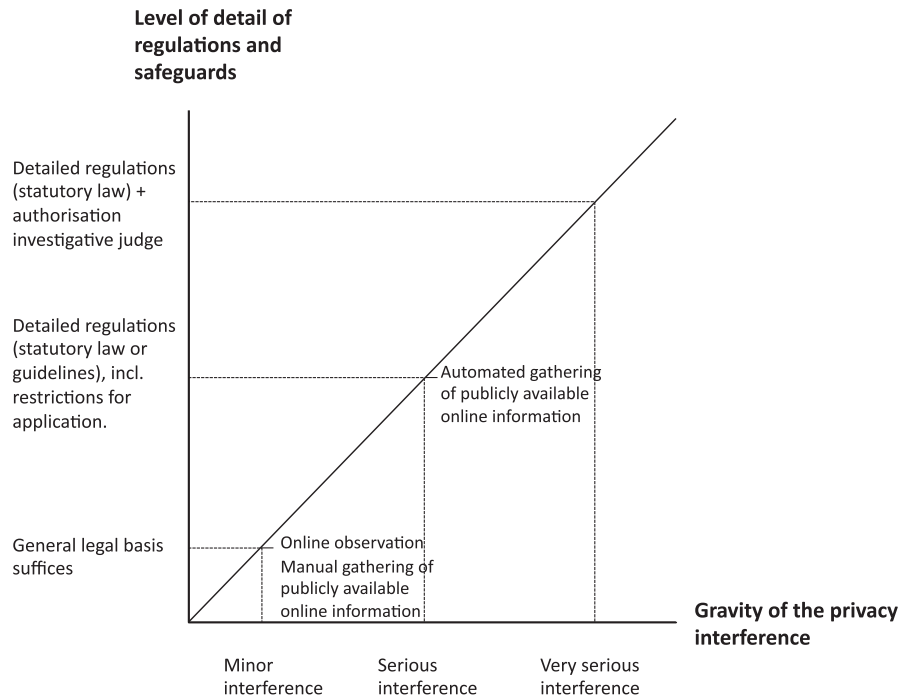 Level of detail of
regulations and
safeguards
Detailed regulations
(statutory law) +
authorisation
investigative judge
Detailed regulations
(statutory law or
guidelines), incl.
restrictions for
application.
Automated gathering
of publicly available
online information
General legal basis
suffices
Online observation
Manual gathering of
publicly available
online information
Gravity of the privacy
interference
Minor
interference
Serious
interference
Very serious
interference